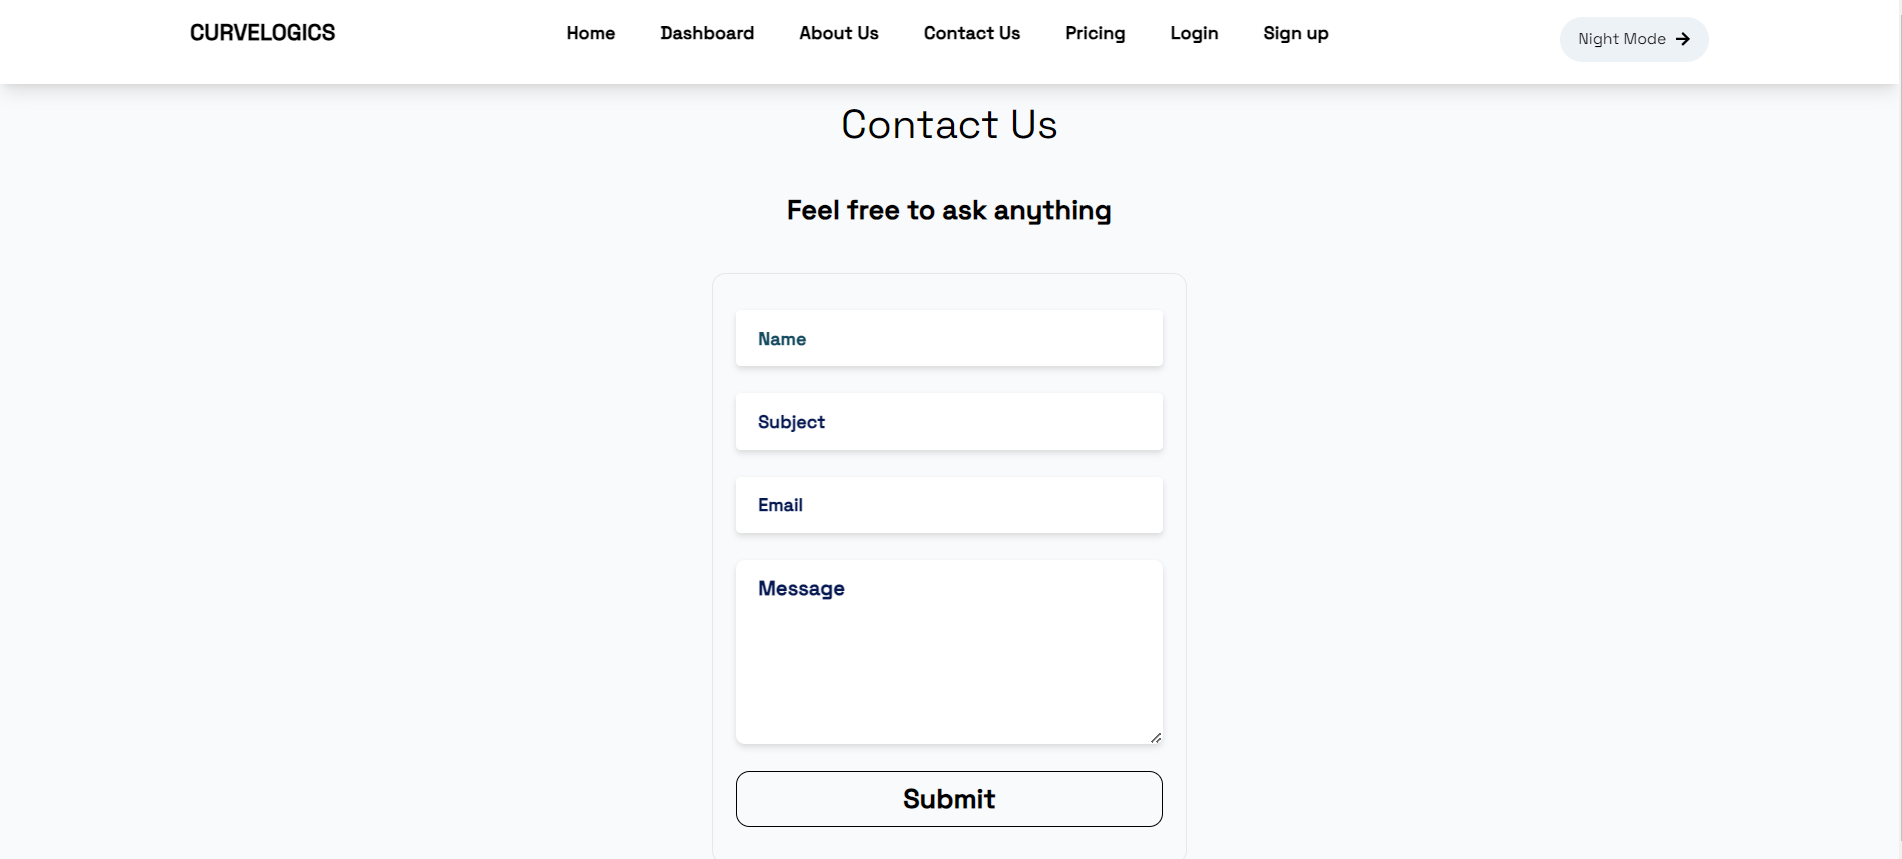 CURVELOGICS
Home Dashboard About Us Contact Us Pricing Login Sign up
Night Mode
Contact Us
Feel free to ask anything
Name
Subject
Email
Message
Submit